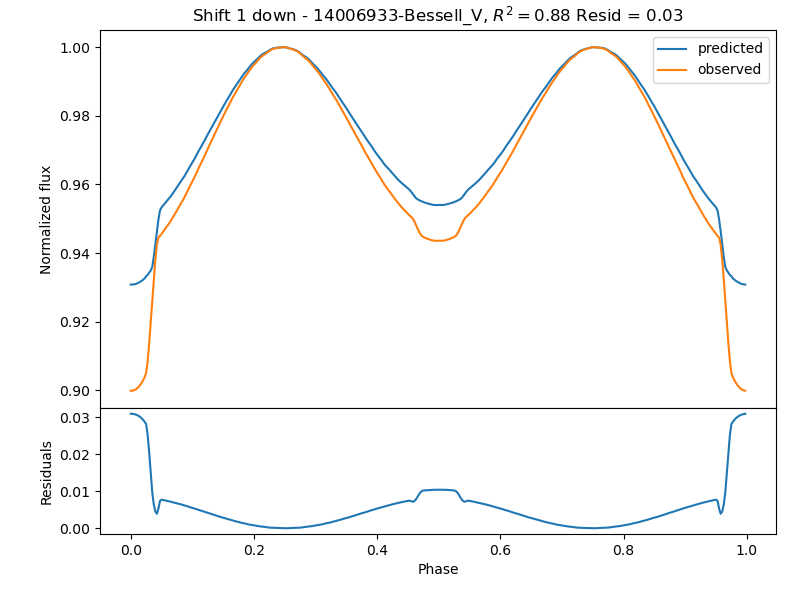 Shift 1 down - 14006933-Bessell_V, R² = 0.88 Resid = 0.03
predicted
observed
Normalized flux
1.00
0.98
0.96
0.94
0.92
0.90
Residuals
0.03
0.02
0.01
0.00
0.0 0.2 0.4 0.6 0.8 1.0
Phase